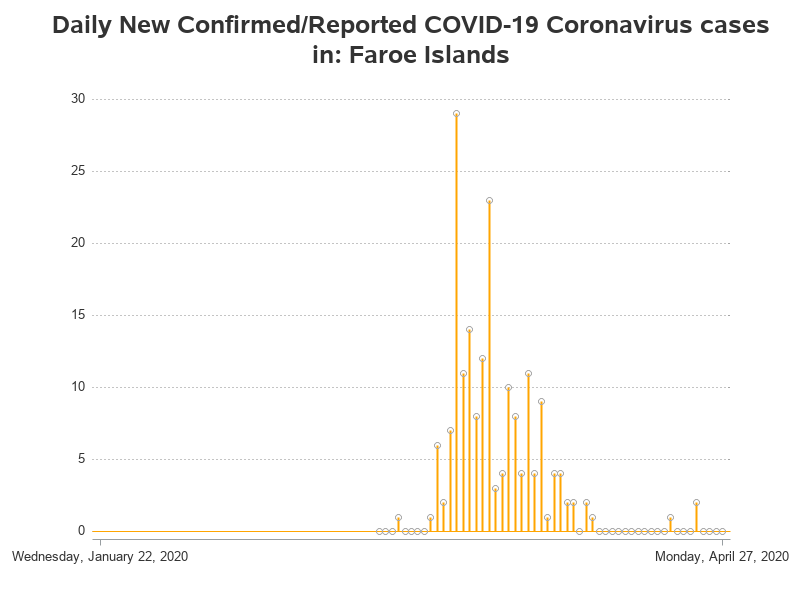 Daily New Confirmed/Reported COVID-19 Coronavirus cases
in: Faroe Islands
30
25
20
15
10
5
0
Wednesday, January 22, 2020 Monday, April 27, 2020